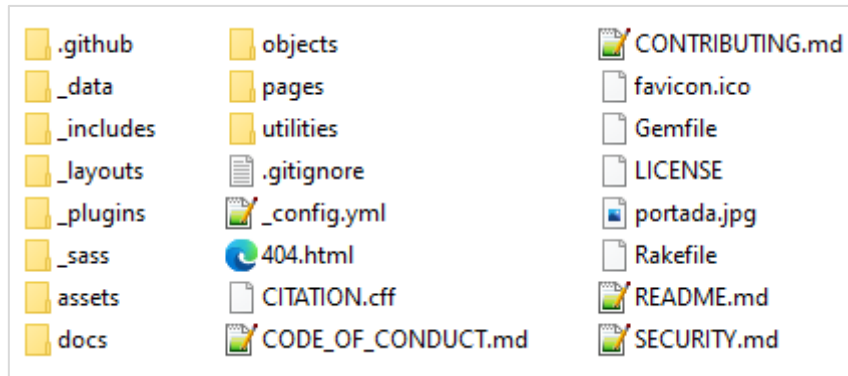 .github
_data
_includes
_layouts
_plugins
_sass
assets
docs
objects
pages
utilities
.gitignore
_config.yml
404.html
CITATION.cff
CODE_OF_CONDUCT.md
CONTRIBUTING.md
favicon.ico
Gemfile
LICENSE
portada.jpg
Rakefile
README.md
SECURITY.md